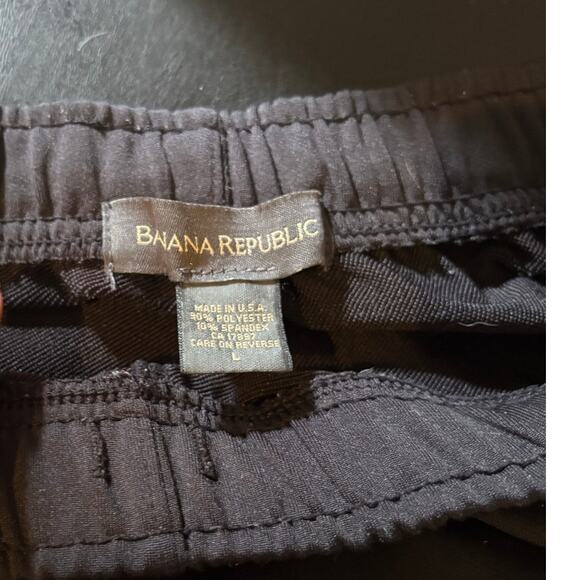 BANANA REPUBLIC
MADE IN U.S.A.
90% POLYESTER
10% SPANDEX
CA 17897
CARE ON REVERSE
L